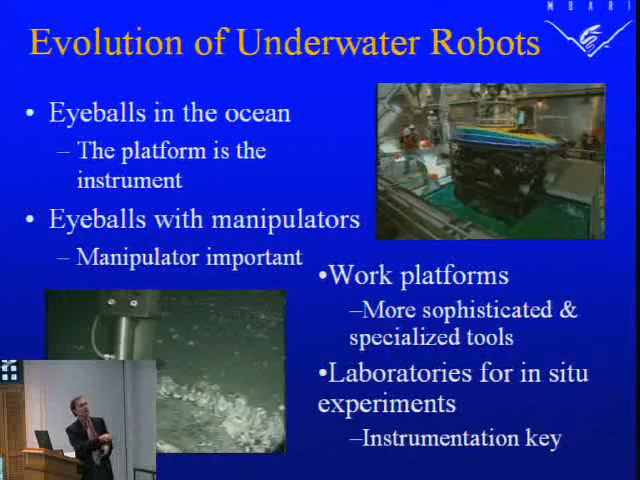 MBARI
Evolution of Underwater Robots
• Eyeballs in the ocean
– The platform is the
instrument
• Eyeballs with manipulators
– Manipulator important
•Work platforms
–More sophisticated &
specialized tools
•Laboratories for in situ
experiments
–Instrumentation key